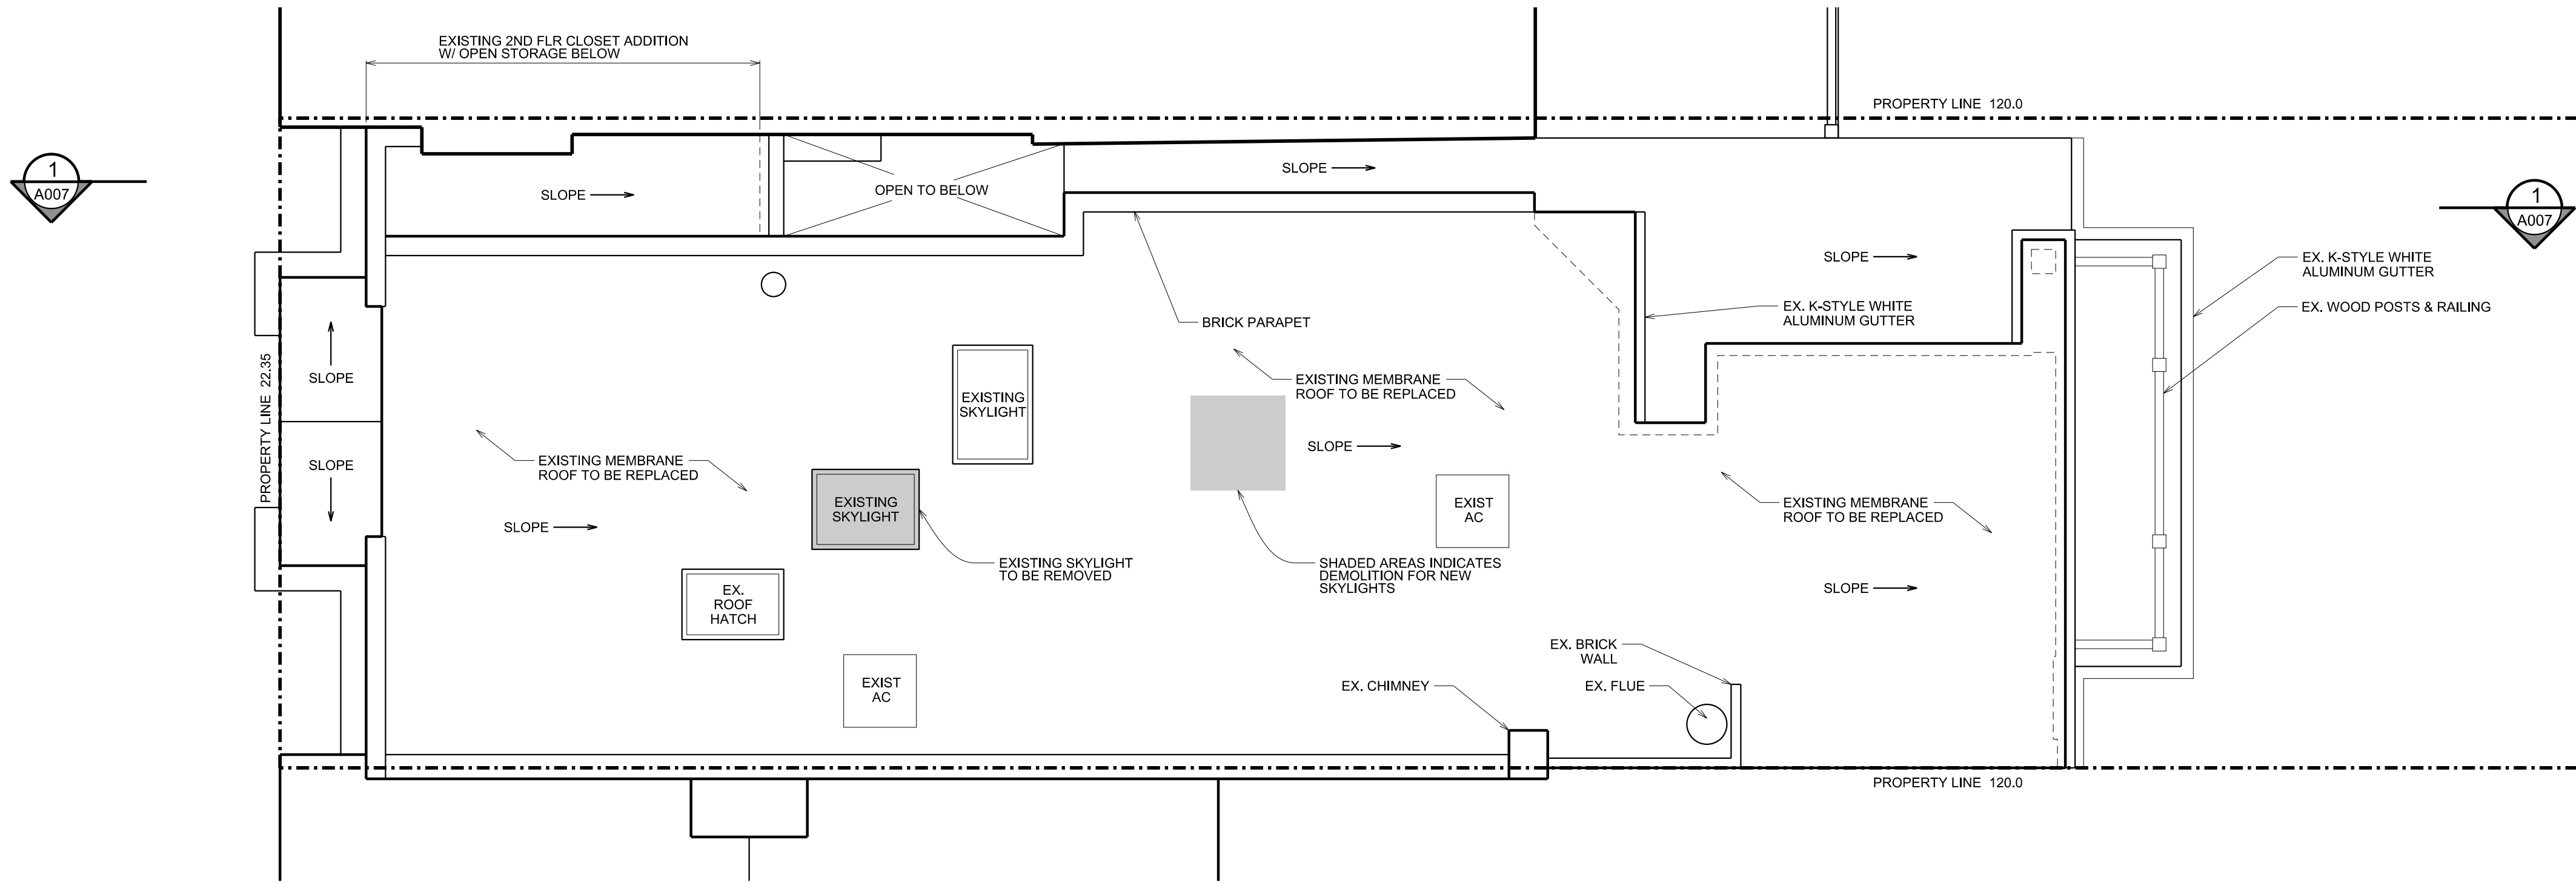 EXISTING 2ND FLR CLOSET ADDITION
W/ OPEN STORAGE BELOW
PROPERTY LINE 120.0
1
A007
SLOPE
OPEN TO BELOW
SLOPE
1
A007
SLOPE
EX. K-STYLE WHITE
ALUMINUM GUTTER
EX. K-STYLE WHITE
ALUMINUM GUTTER
EX. WOOD POSTS & RAILING
BRICK PARAPET
PROPERTY LINE 22.35
SLOPE
SLOPE
EXISTING
SKYLIGHT
EXISTING MEMBRANE
ROOF TO BE REPLACED
SLOPE
EXISTING MEMBRANE
ROOF TO BE REPLACED
EXISTING
SKYLIGHT
SLOPE
EXIST
AC
EXISTING MEMBRANE
ROOF TO BE REPLACED
EXISTING SKYLIGHT
TO BE REMOVED
SHADED AREAS INDICATES
DEMOLITION FOR NEW
SKYLIGHTS
SLOPE
EX.
ROOF
HATCH
EXIST
AC
EX. BRICK
WALL
EX. CHIMNEY
EX. FLUE
PROPERTY LINE 120.0